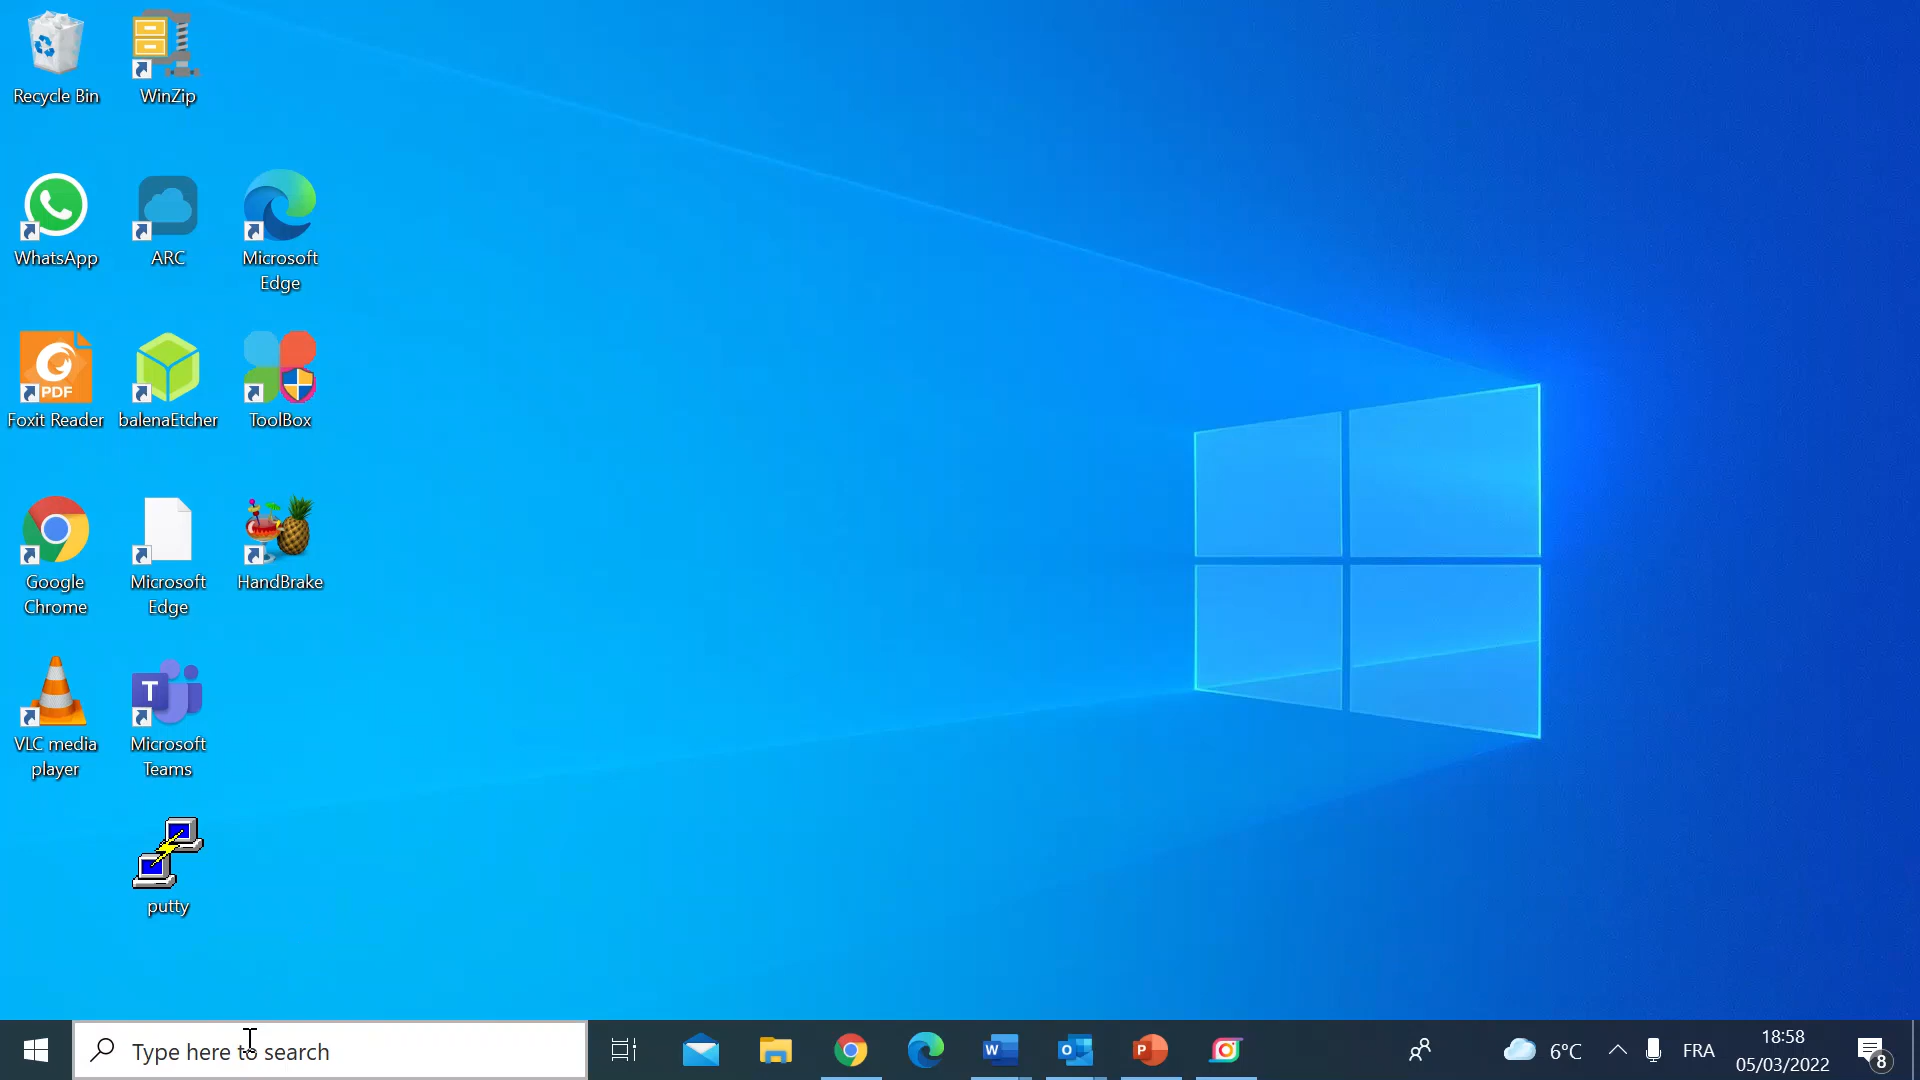 Recycle Bin
WinZip
WhatsApp
ARC
Microsoft
Edge
PDF
Foxit Reader
balenaEtcher
ToolBox
Google
Chrome
Microsoft
Edge
HandBrake
VLC media
player
T
Microsoft
Teams
putty
Type here to search
W
O
P
6°C
FRA
18:58
05/03/2022
8